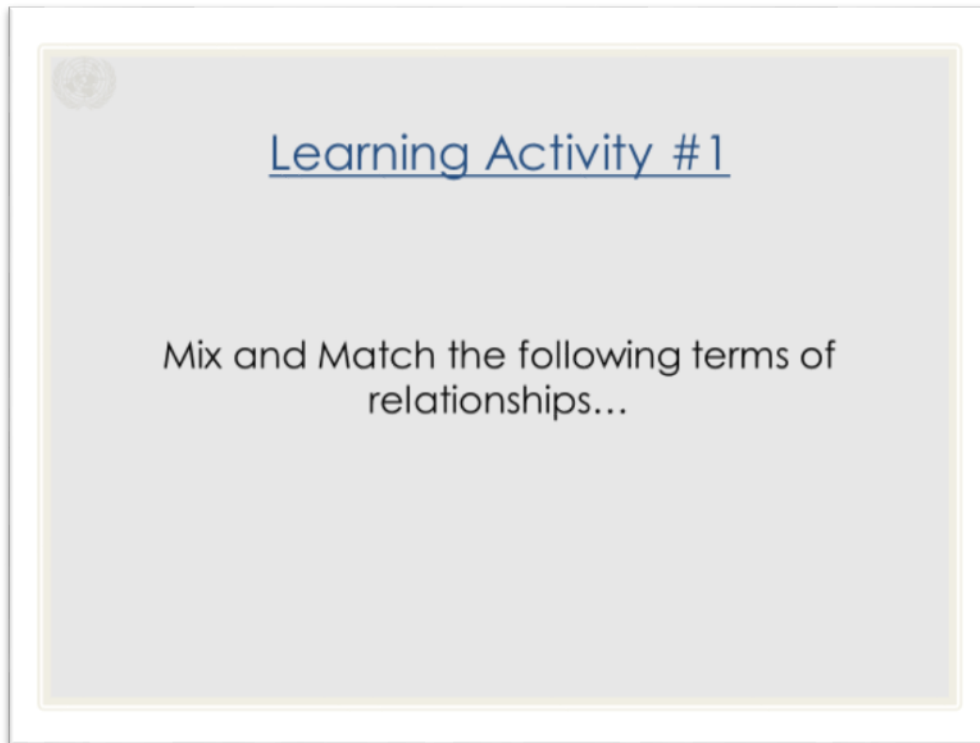 Learning Activity #1
Mix and Match the following terms of
relationships…